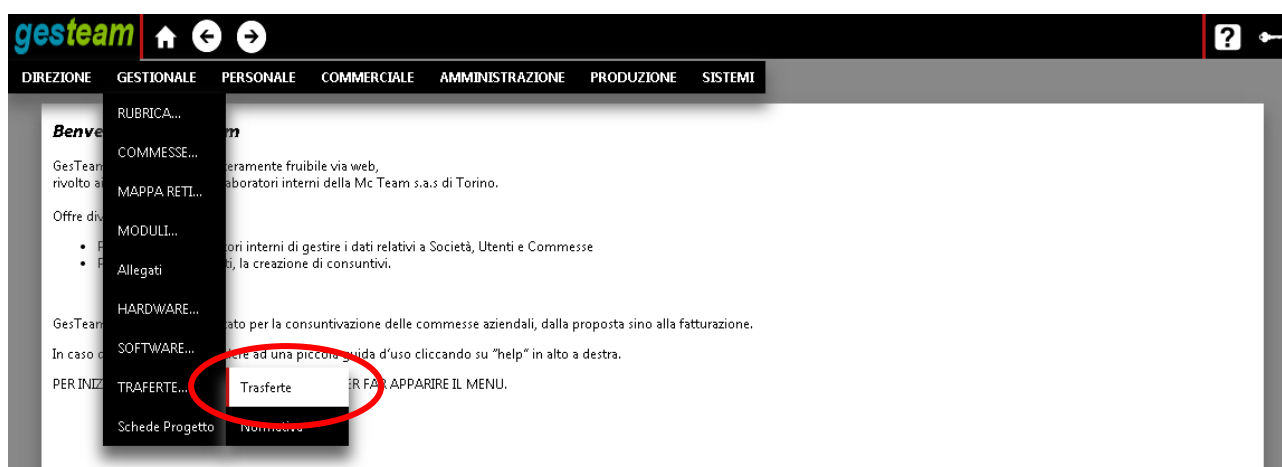 gesteam
DIREZIONE GESTIONALE PERSONALE COMMERCIALE AMMINISTRAZIONE PRODUZIONE SISTEMI
RUBRICA...
COMMESSE...
MAPPA RETI...
MODULI...
Allegati
HARDWARE...
SOFTWARE...
TRAFERTE...
Schede Progetto
Trasferte
Normativa
Benve m
GesTeam eramente fruibile via web,
rivolto ai aboratori interni della Mc Team s.a.s di Torino.
Offre div
ori interni di gestire i dati relativi a Società, Utenti e Commesse
ti, la creazione di consuntivi.
GesTeam ato per la consuntivazione delle commesse aziendali, dalla proposta sino alla fatturazione.
In caso d ere ad una piccola guida d'uso cliccando su "help" in alto a destra.
PER INIZ ER FAR APPARIRE IL MENU.